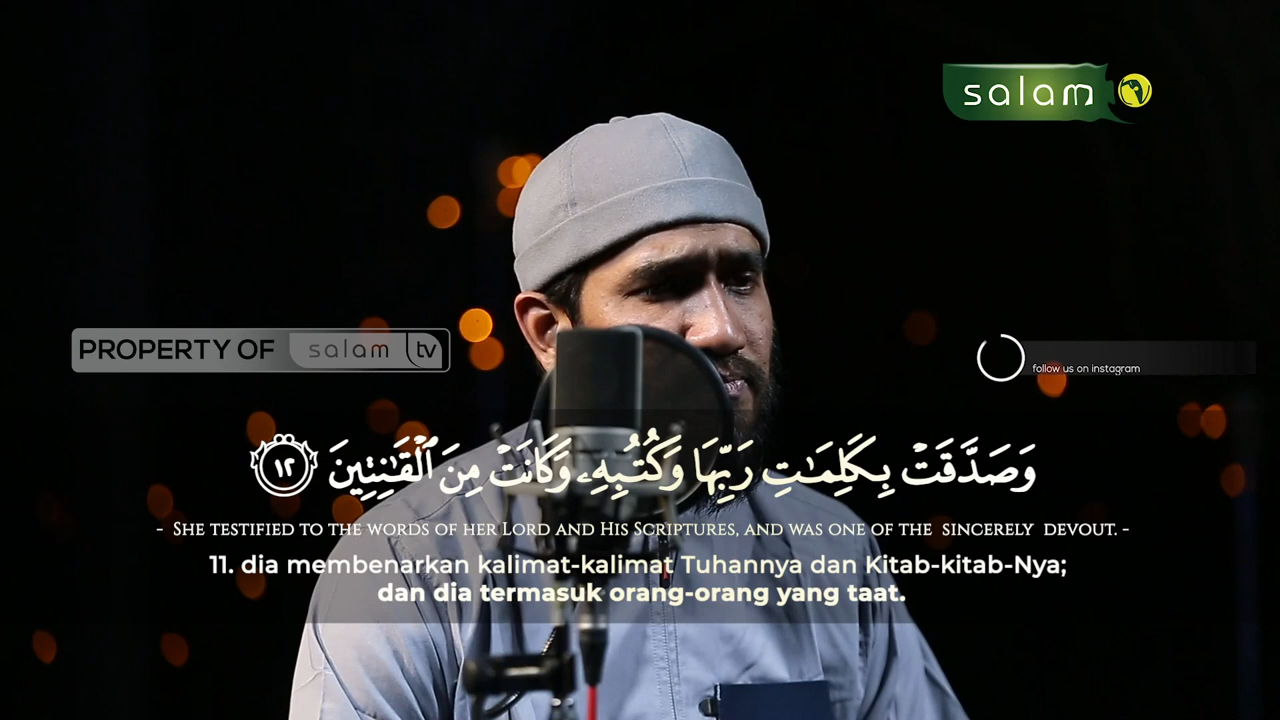 salam
PROPERTY OF salam tv
follow us on instagram
وَصَدَّقَتْ بِكَلِمَـٰتِ رَبِّهَا وَكُتُبِهِۦ وَكَانَتْ مِنَ ٱلْقَـٰنِتِينَ ١٢
- She testified to the words of her Lord and His Scriptures, and was one of the sincerely devout. -
11. dia membenarkan kalimat-kalimat Tuhannya dan Kitab-kitab-Nya;
dan dia termasuk orang-orang yang taat.